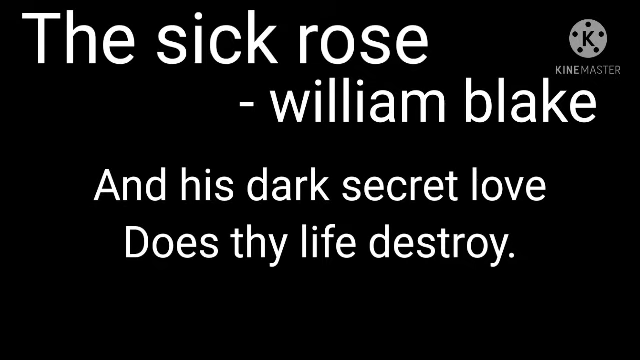 The sick rose
- william blake
KINEMASTER
And his dark secret love
Does thy life destroy.